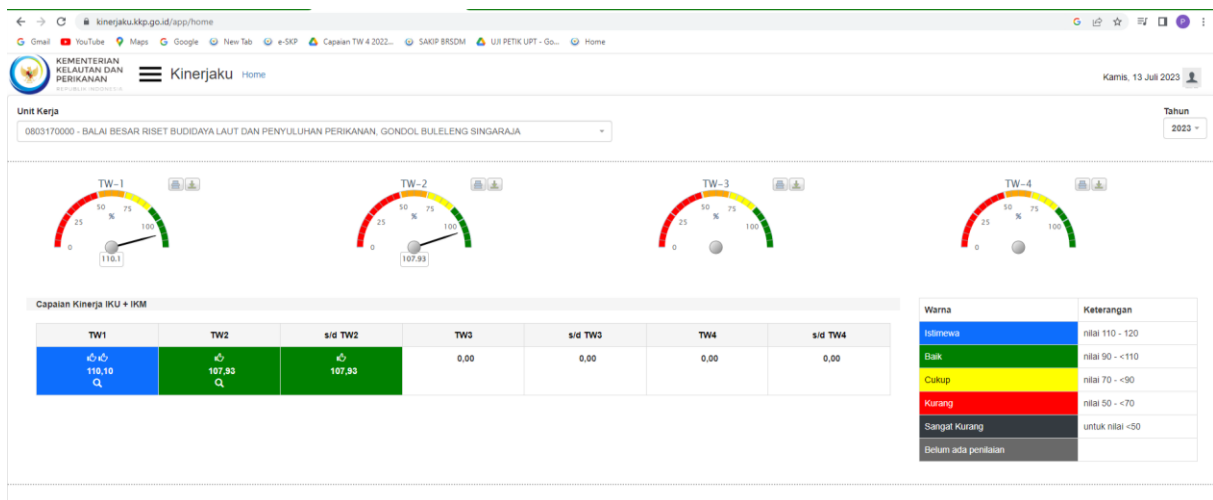 kinerjaku.kkp.go.id/app/home
G
P
Gmail YouTube Maps Google New Tab e-SKP Capaian TW 4 2022... SAKIP BRSDM UJI PETIK UPT - Go... Home
KEMENTERIAN
KELAUTAN DAN
PERIKANAN
REPUBLIK INDONESIA
Kinerjaku Home
Kamis, 13 Juli 2023
Unit Kerja
Tahun
0803170000 - BALAI BESAR RISET BUDIDAYA LAUT DAN PENYULUHAN PERIKANAN, GONDOL BULELENG SINGARAJA
2023
TW-1
0 25 50 75 100
%
110.1
TW-2
0 25 50 75 100
%
107.93
TW-3
0 25 50 75 100
%
TW-4
0 25 50 75 100
%
Capaian Kinerja IKU + IKM
TW1 TW2 s/d TW2 TW3 s/d TW3 TW4 s/d TW4
110,10 107,93 107,93 0,00 0,00 0,00 0,00
Warna Keterangan
Istimewa nilai 110 - 120
Baik nilai 90 - <110
Cukup nilai 70 - <90
Kurang nilai 50 - <70
Sangat Kurang untuk nilai <50
Belum ada penilaian